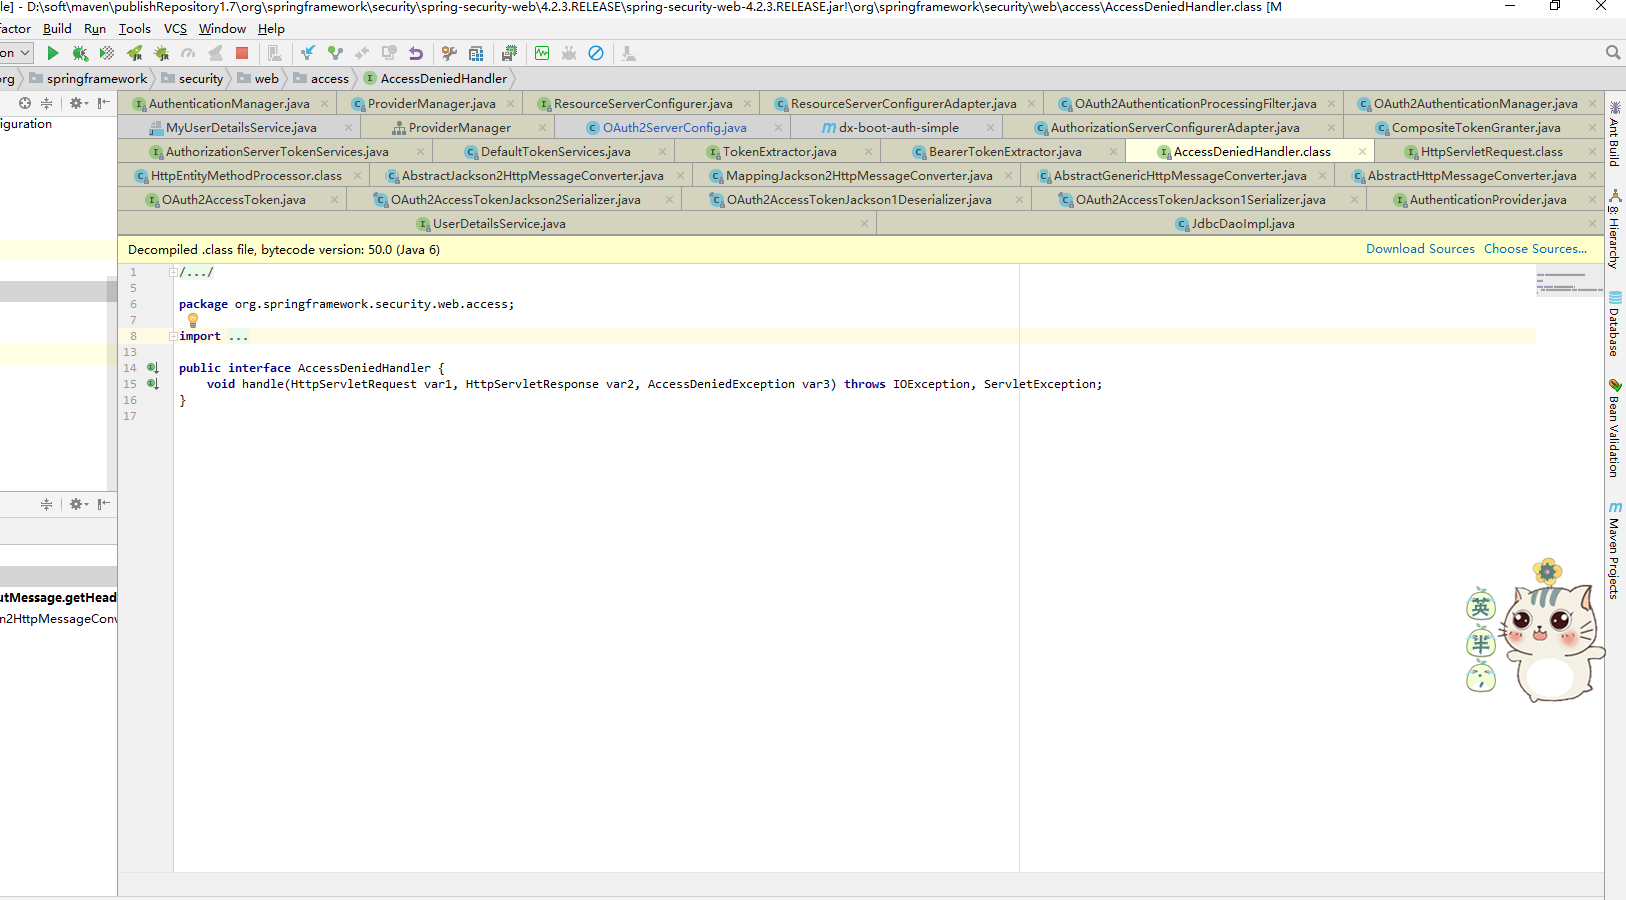 le] - D:\soft\maven\publishRepository1.7\org\springframework\security\spring-security-web\4.2.3.RELEASE\spring-security-web-4.2.3.RELEASE.jar!\org\springframework\security\web\access\AccessDeniedHandler.class [M
factor Build Run Tools VCS Window Help
on
org springframework security web access AccessDeniedHandler
AuthenticationManager.java ProviderManager.java ResourceServerConfigurer.java ResourceServerConfigurerAdapter.java OAuth2AuthenticationProcessingFilter.java OAuth2AuthenticationManager.java
iguration
MyUserDetailsService.java ProviderManager OAuth2ServerConfig.java dx-boot-auth-simple AuthorizationServerConfigurerAdapter.java CompositeTokenGranter.java
AuthorizationServerTokenServices.java DefaultTokenServices.java TokenExtractor.java BearerTokenExtractor.java AccessDeniedHandler.class HttpServletRequest.class
HttpEntityMethodProcessor.class AbstractJackson2HttpMessageConverter.java MappingJackson2HttpMessageConverter.java AbstractGenericHttpMessageConverter.java AbstractHttpMessageConverter.java
OAuth2AccessToken.java OAuth2AccessTokenJackson2Serializer.java OAuth2AccessTokenJackson1Deserializer.java OAuth2AccessTokenJackson1Serializer.java AuthenticationProvider.java
UserDetailsService.java JdbcDaoImpl.java
Decompiled .class file, bytecode version: 50.0 (Java 6) Download Sources Choose Sources...
1 /.../
5
6 package org.springframework.security.web.access;
7
8 import ...
13
14 public interface AccessDeniedHandler {
15 void handle(HttpServletRequest var1, HttpServletResponse var2, AccessDeniedException var3) throws IOException, ServletException;
16 }
17
utMessage.getHead
n2HttpMessageConv
Ant Build
8: Hierarchy
Database
Bean Validation
Maven Projects
英
半